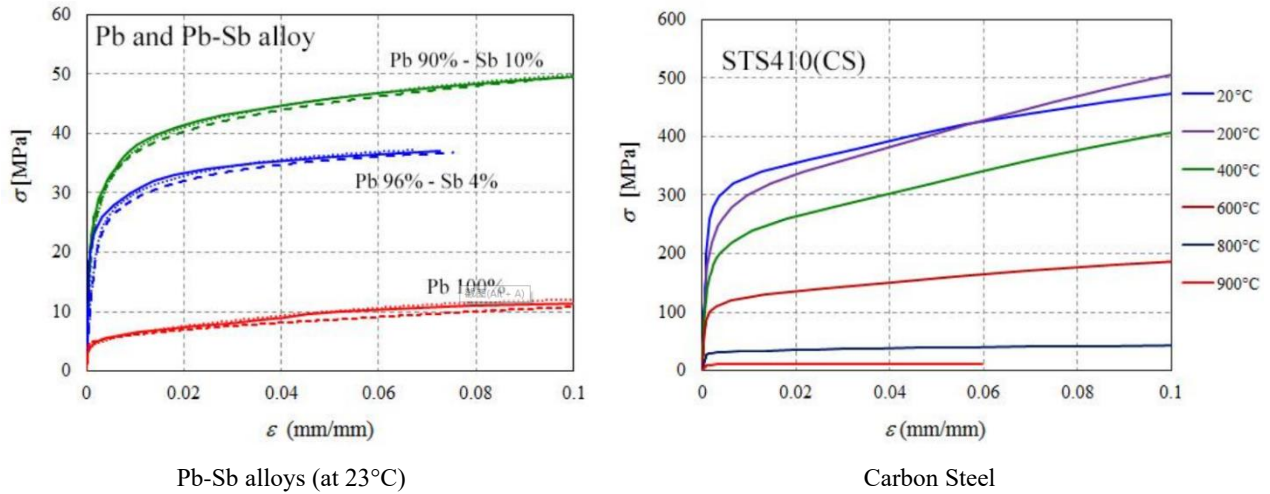 Pb and Pb-Sb alloy
Pb 90% - Sb 10%
Pb 96% - Sb 4%
Pb 100%
(Alt + A)
60
50
40
30
20
10
0
σ [MPa]
0 0.02 0.04 0.06 0.08 0.1
ε (mm/mm)
Pb-Sb alloys (at 23°C)
STS410(CS)
600
500
400
300
200
100
0
σ [MPa]
0 0.02 0.04 0.06 0.08 0.1
ε (mm/mm)
20°C
200°C
400°C
600°C
800°C
900°C
Carbon Steel